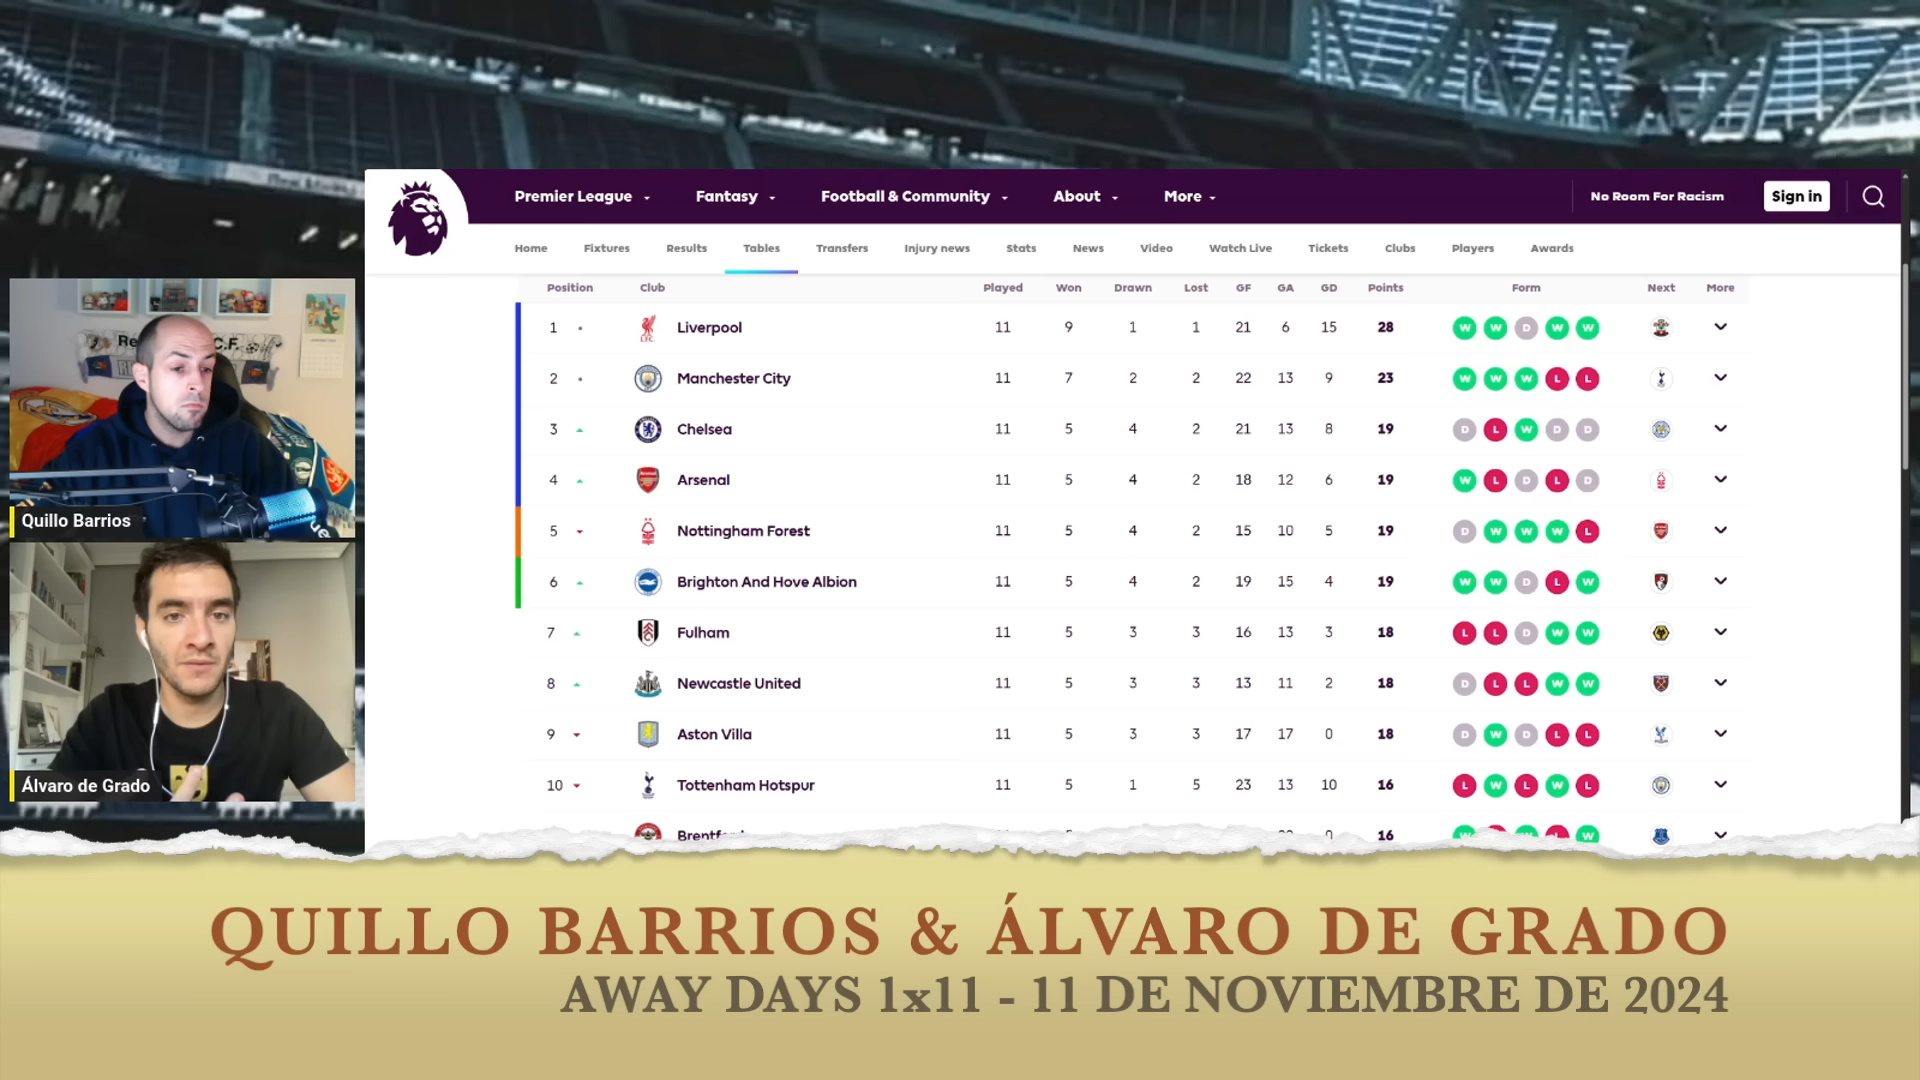 Premier League Fantasy Football & Community About More No Room For Racism Sign in
Home Fixtures Results Tables Transfers Injury news Stats News Video Watch Live Tickets Clubs Players Awards
Position Club Played Won Drawn Lost GF GA GD Points Form Next More
1 Liverpool 11 9 1 1 21 6 15 28 W W D W W
2 Manchester City 11 7 2 2 22 13 9 23 W W W L L
3 Chelsea 11 5 4 2 21 13 8 19 D L W D D
4 Arsenal 11 5 4 2 18 12 6 19 W L D L D
5 Nottingham Forest 11 5 4 2 15 10 5 19 D W W W L
6 Brighton And Hove Albion 11 5 4 2 19 15 4 19 W W D L W
7 Fulham 11 5 3 3 16 13 3 18 L L D W W
8 Newcastle United 11 5 3 3 13 11 2 18 D L L W W
9 Aston Villa 11 5 3 3 17 17 0 18 D W D L L
10 Tottenham Hotspur 11 5 1 5 23 13 10 16 L W L W L
Brentford 16
Quillo Barrios
Álvaro de Grado
QUILLO BARRIOS & ÁLVARO DE GRADO
AWAY DAYS 1x11 - 11 DE NOVIEMBRE DE 2024